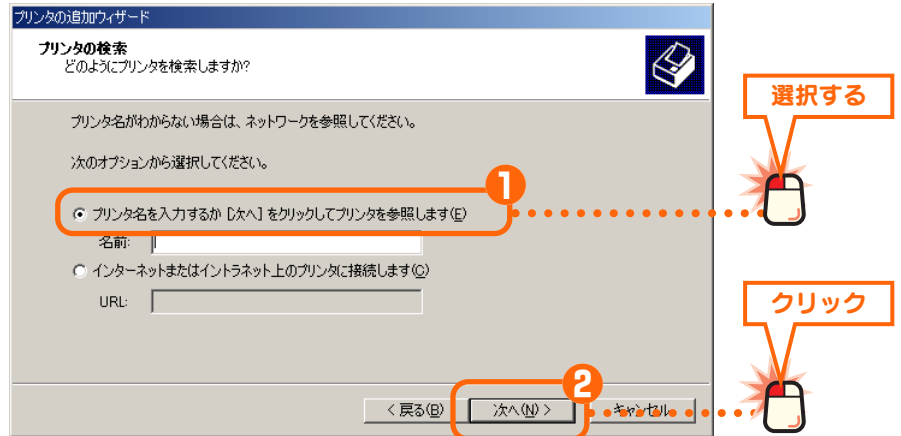 プリンタの追加ウィザード
プリンタの検索
どのようにプリンタを検索しますか?
選択する
プリンタ名がわからない場合は、ネットワークを参照してください。
次のオプションから選択してください。
1
プリンタ名を入力するか [次へ] をクリックしてプリンタを参照します(E)
名前:
インターネットまたはイントラネット上のプリンタに接続します(C)
URL:
クリック
2
< 戻る(B) 次へ(N) > キャンセル